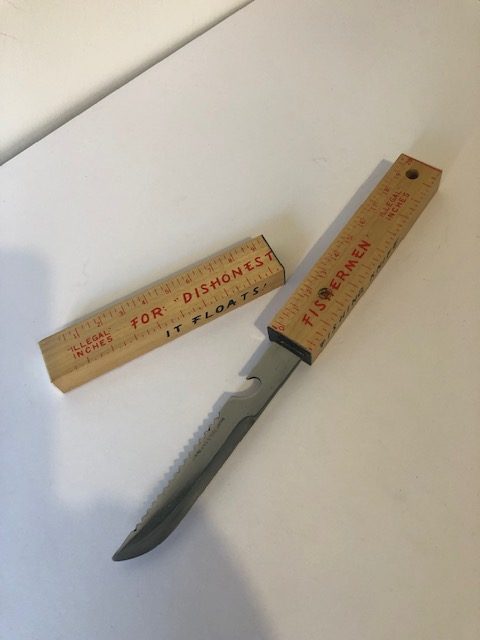 "ILLEGAL
INCHES
FOR "DISHONEST
IT FLOATS!
FISHERMEN"
ILLEGAL
INCHES